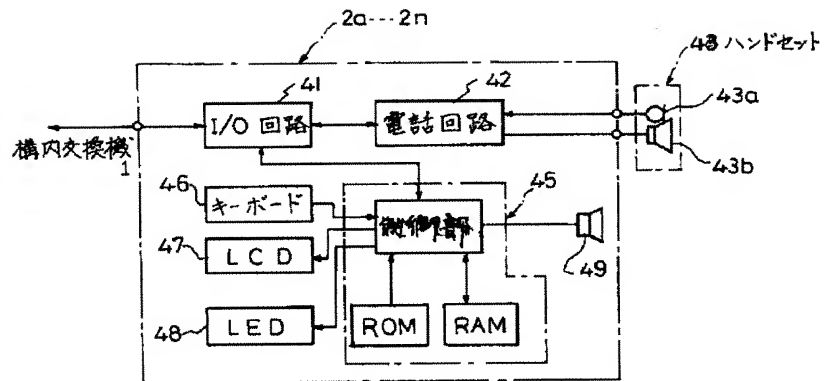 2a---2n
43 ハンドセット
41
42
43a
I/O 回路
電話回路
構内交換機
1
43b
46
キーボード
45
制御部
47
LCD
49
48
LED
ROM
RAM